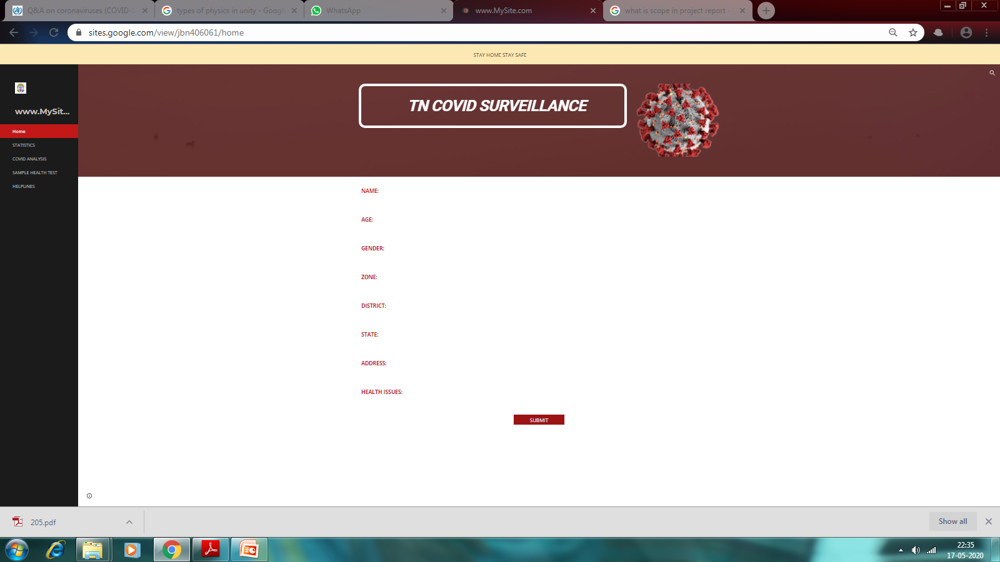 Q&A on coronaviruses (COVID-
types of physics in unity - Goog
WhatsApp
www.MySite.com
what is scope in project report -
sites.google.com/view/jbn406061/home
STAY HOME STAY SAFE
www.MySit...
Home
STATISTICS
COVID ANALYSIS
SAMPLE HEALTH TEST
HELPLINES
TN COVID SURVEILLANCE
NAME:
AGE:
GENDER:
ZONE:
DISTRICT:
STATE:
ADDRESS:
HEALTH ISSUES:
SUBMIT
205.pdf
Show all
22:35
17-05-2020